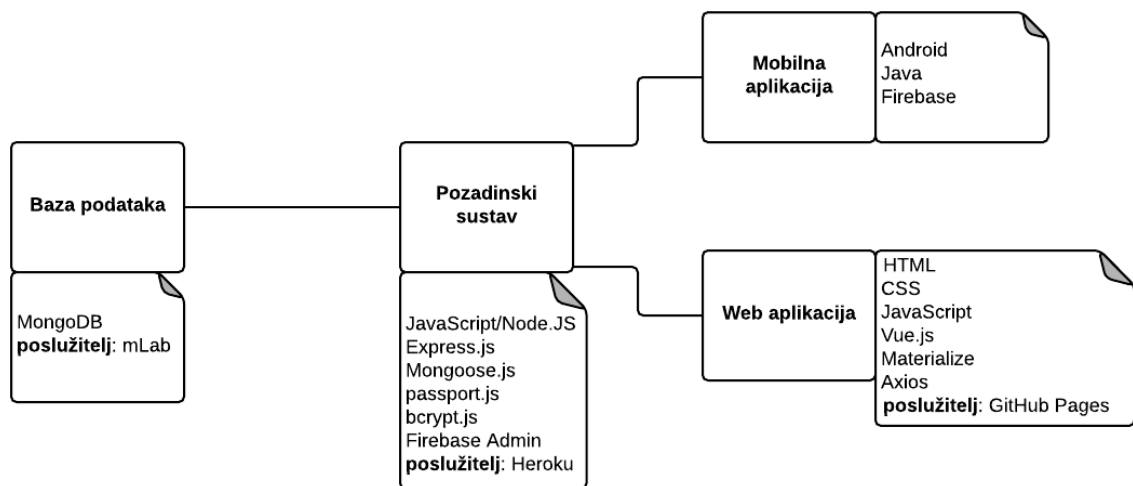 Baza podataka
MongoDB
poslužitelj: mLab
Pozadinski
sustav
JavaScript/Node.JS
Express.js
Mongoose.js
passport.js
bcrypt.js
Firebase Admin
poslužitelj: Heroku
Mobilna
aplikacija
Android
Java
Firebase
Web aplikacija
HTML
CSS
JavaScript
Vue.js
Materialize
Axios
poslužitelj: GitHub Pages